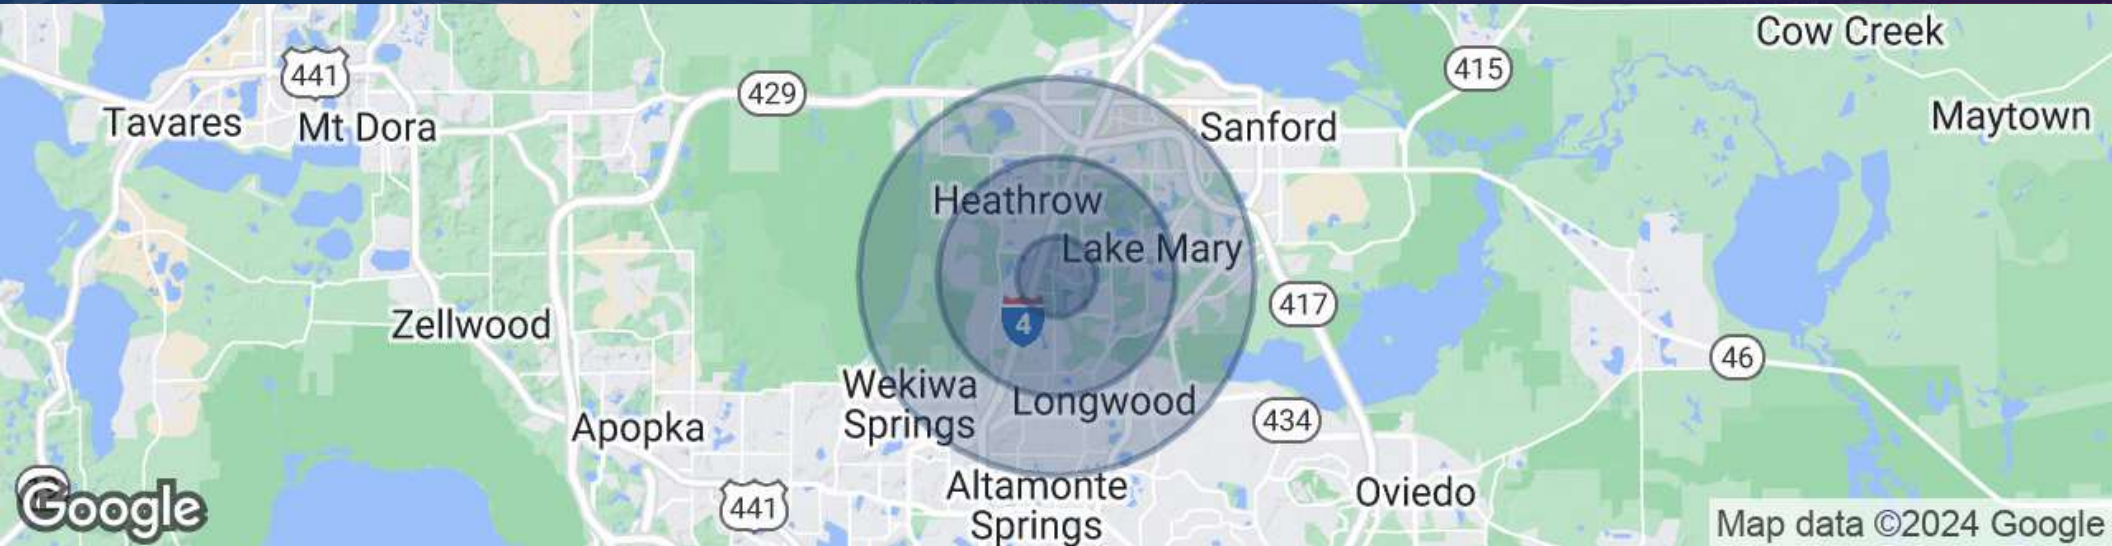 Cow Creek
441
415
429
Maytown
Tavares
Mt Dora
Sanford
Heathrow
Lake Mary
417
4
Zellwood
46
Wekiwa
Springs
Longwood
434
Apopka
Altamonte
Springs
Oviedo
441
Google
Map data ©2024 Google